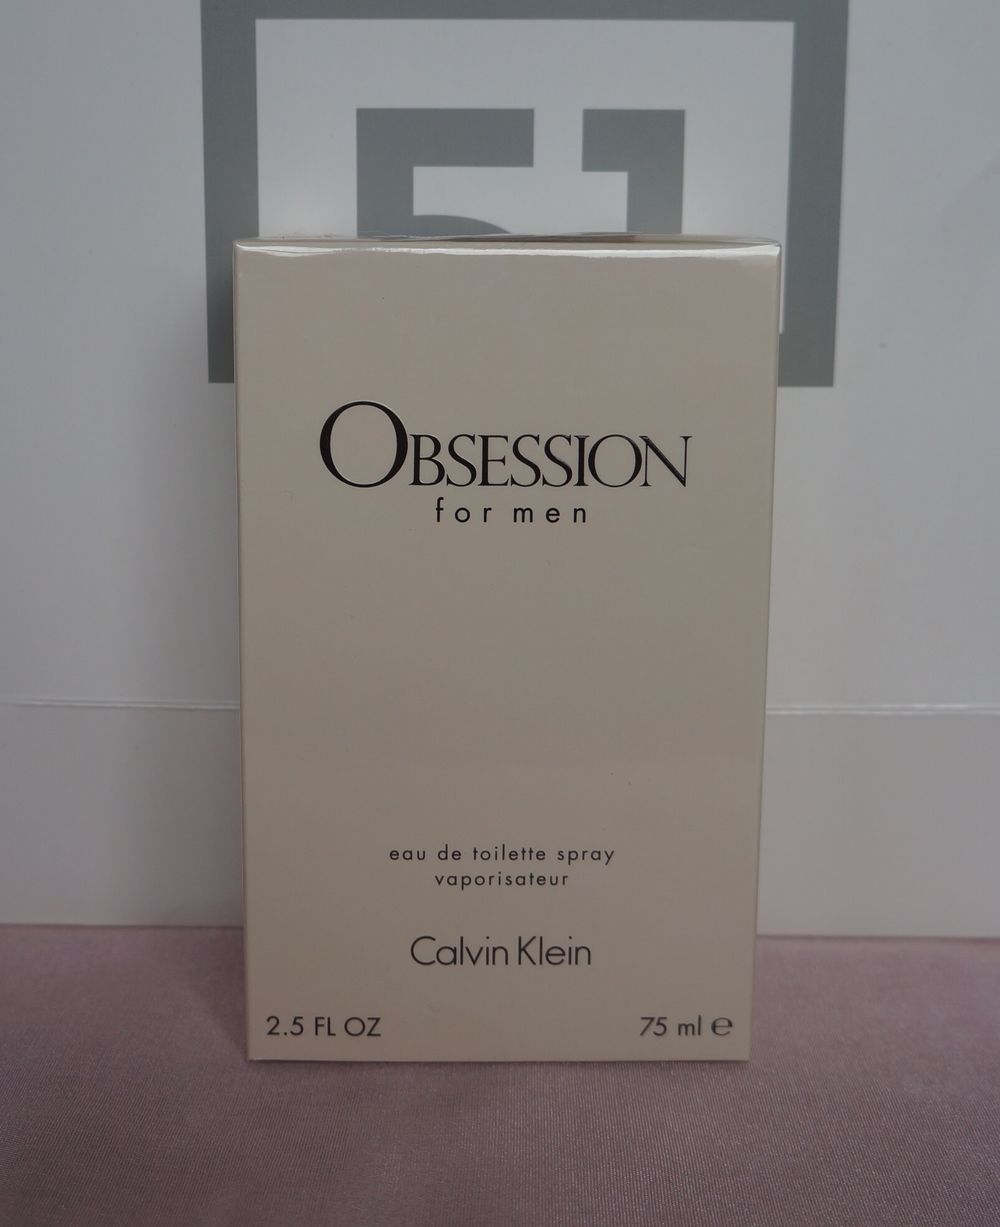 OBSESSION
for men
eau de toilette spray
vaporisateur
Calvin Klein
2.5 FL OZ 75 ml ℮